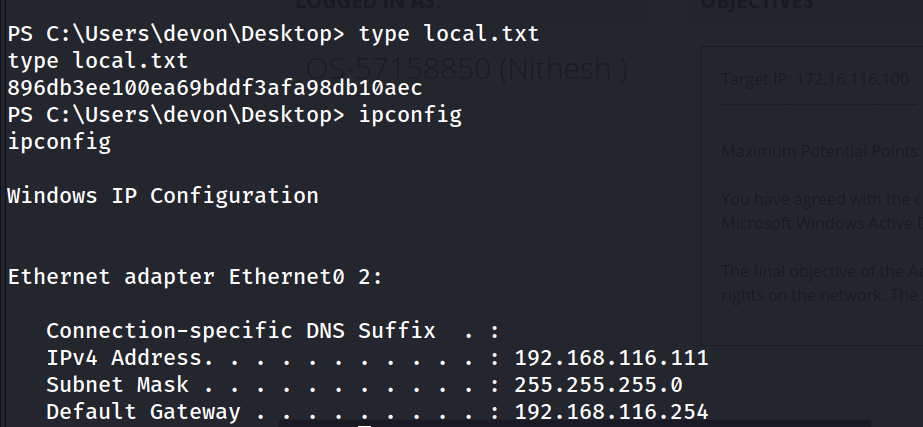 LOGGED IN AS:
OBJECTIVES
PS C:\Users\devon\Desktop> type local.txt
type local.txt
OS-57158850 (Nithesh )
896db3ee100ea69bddf3afa98db10aec
Target IP: 172.16.116.100
PS C:\Users\devon\Desktop> ipconfig
ipconfig
Maximum Potential Points:
Windows IP Configuration
You have agreed with the
Microsoft Windows Active
Ethernet adapter Ethernet0 2:
The final objective of the
rights on the network. The
Connection-specific DNS Suffix . :
IPv4 Address. . . . . . . . . . . : 192.168.116.111
Subnet Mask . . . . . . . . . . . : 255.255.255.0
Default Gateway . . . . . . . . . : 192.168.116.254